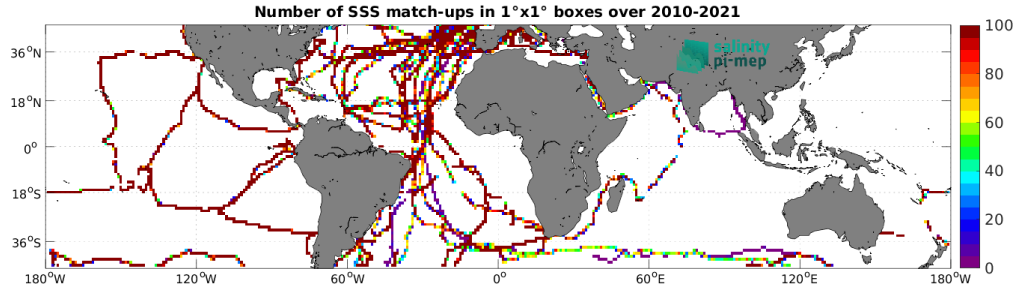 Number of SSS match-ups in 1°x1° boxes over 2010-2021
salinity
pi-mep
36°N
18°N
0°
18°S
36°S
180°W 120°W 60°W 0° 60°E 120°E 180°W
100
80
60
40
20
0